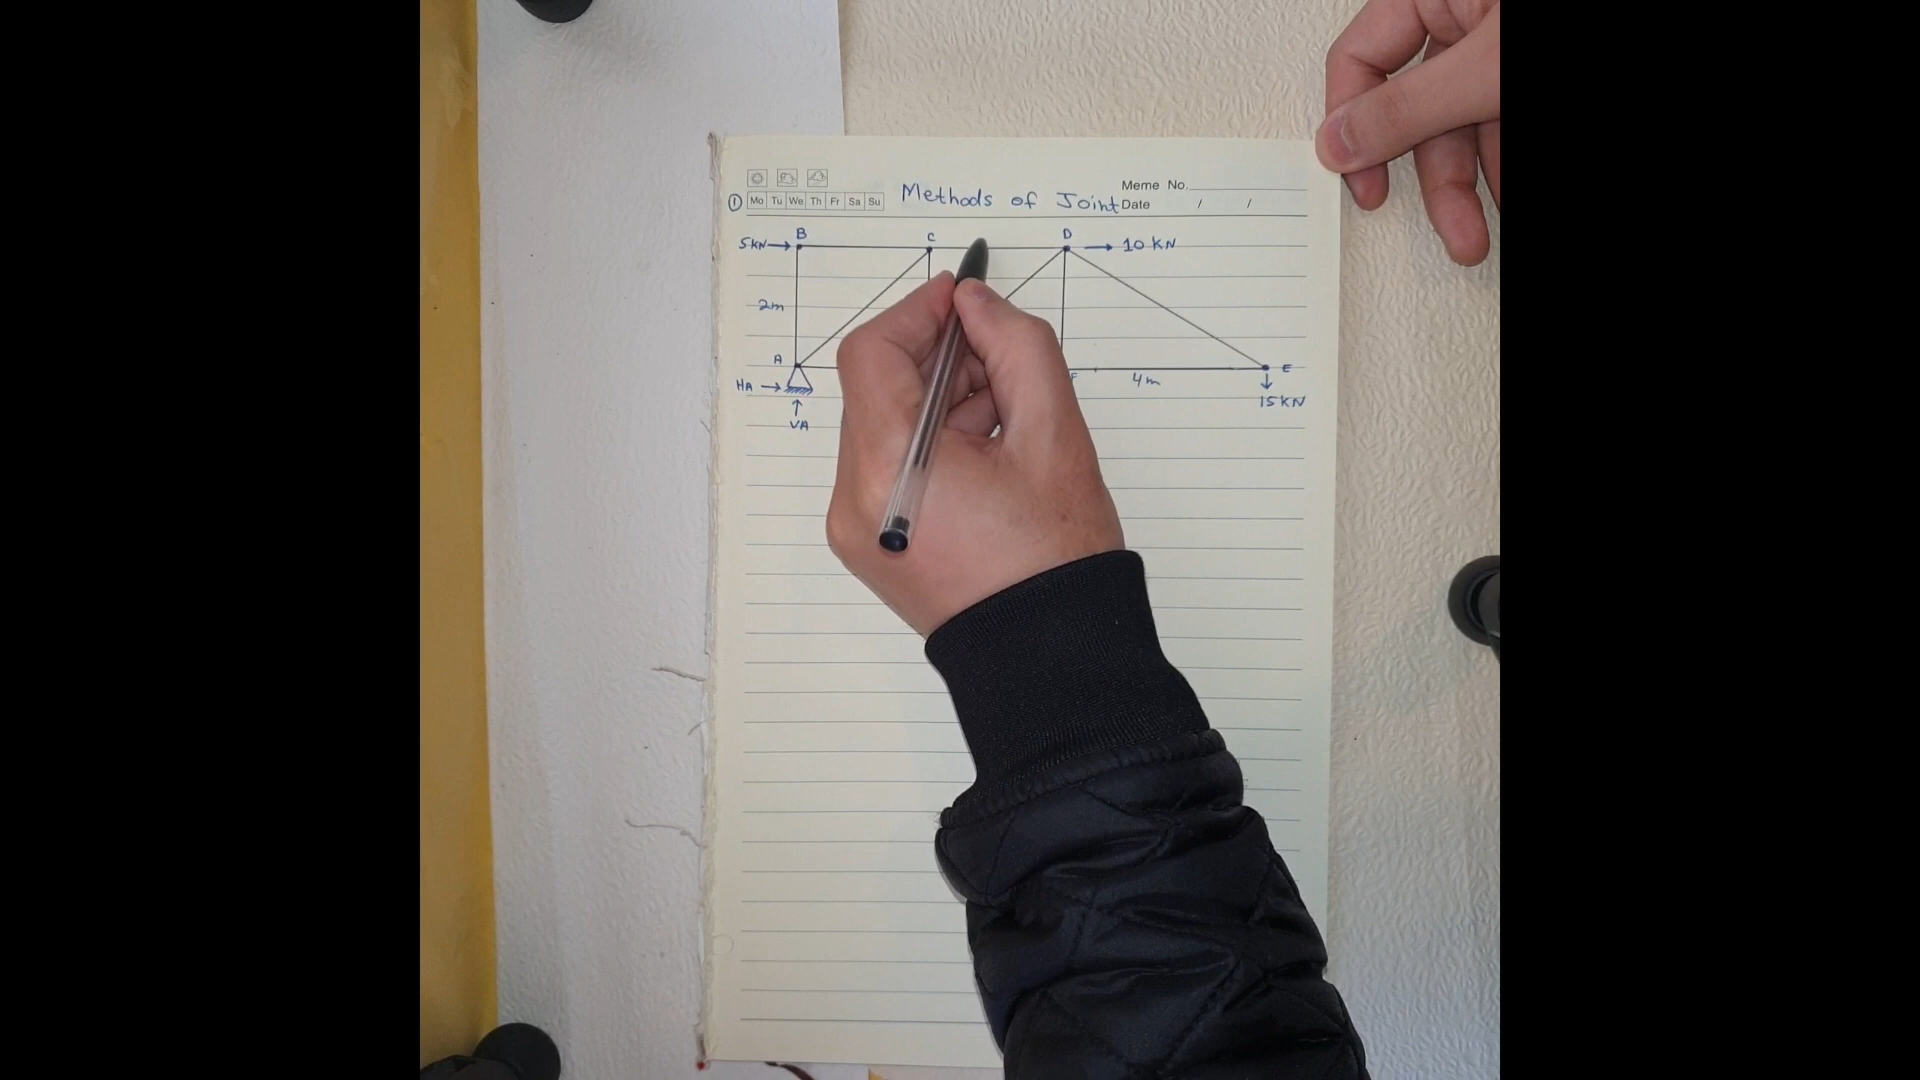 Meme No.
① Mo Tu We Th Fr Sa Su Methods of Joint Date / /
5KN B C D 10 KN
2m
A E
HA F 4m
15KN
VA